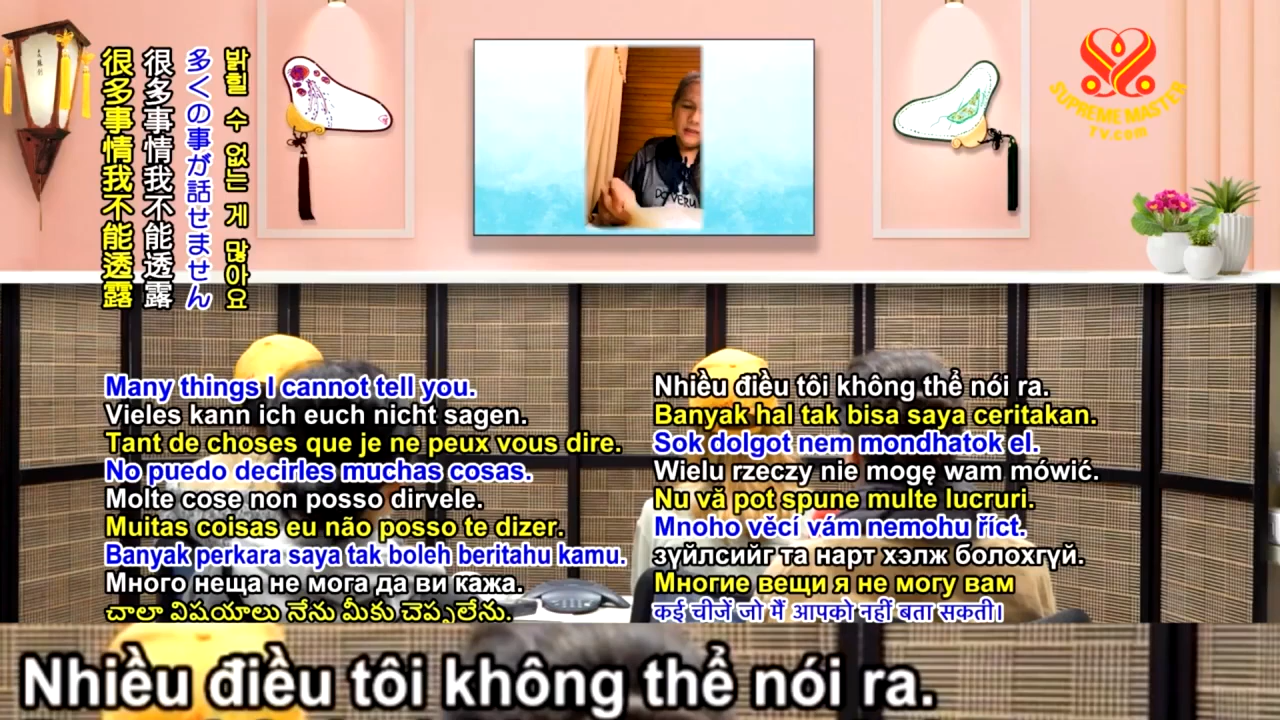 很多事情我不能透露
很多事情我不能透露
多くの事が話せません
밝힐 수 없는 게 많아요
SUPREME MASTER
TV.com
Many things I cannot tell you.
Vieles kann ich euch nicht sagen.
Tant de choses que je ne peux vous dire.
No puedo decirles muchas cosas.
Molte cose non posso dirvele.
Muitas coisas eu não posso te dizer.
Banyak perkara saya tak boleh beritahu kamu.
Много неща не мога да ви кажа.
చాలా విషయాలు నేను మీకు చెప్పలేను.
Nhiều điều tôi không thể nói ra.
Banyak hal tak bisa saya ceritakan.
Sok dolgot nem mondhatok el.
Wielu rzeczy nie mogę wam mówić.
Nu vă pot spune multe lucruri.
Mnoho věcí vám nemohu říct.
зүйлсийг та нарт хэлж болохгүй.
Многие вещи я не могу вам
कई चीजें जो मैं आपको नहीं बता सकती।
Nhiều điều tôi không thể nói ra.